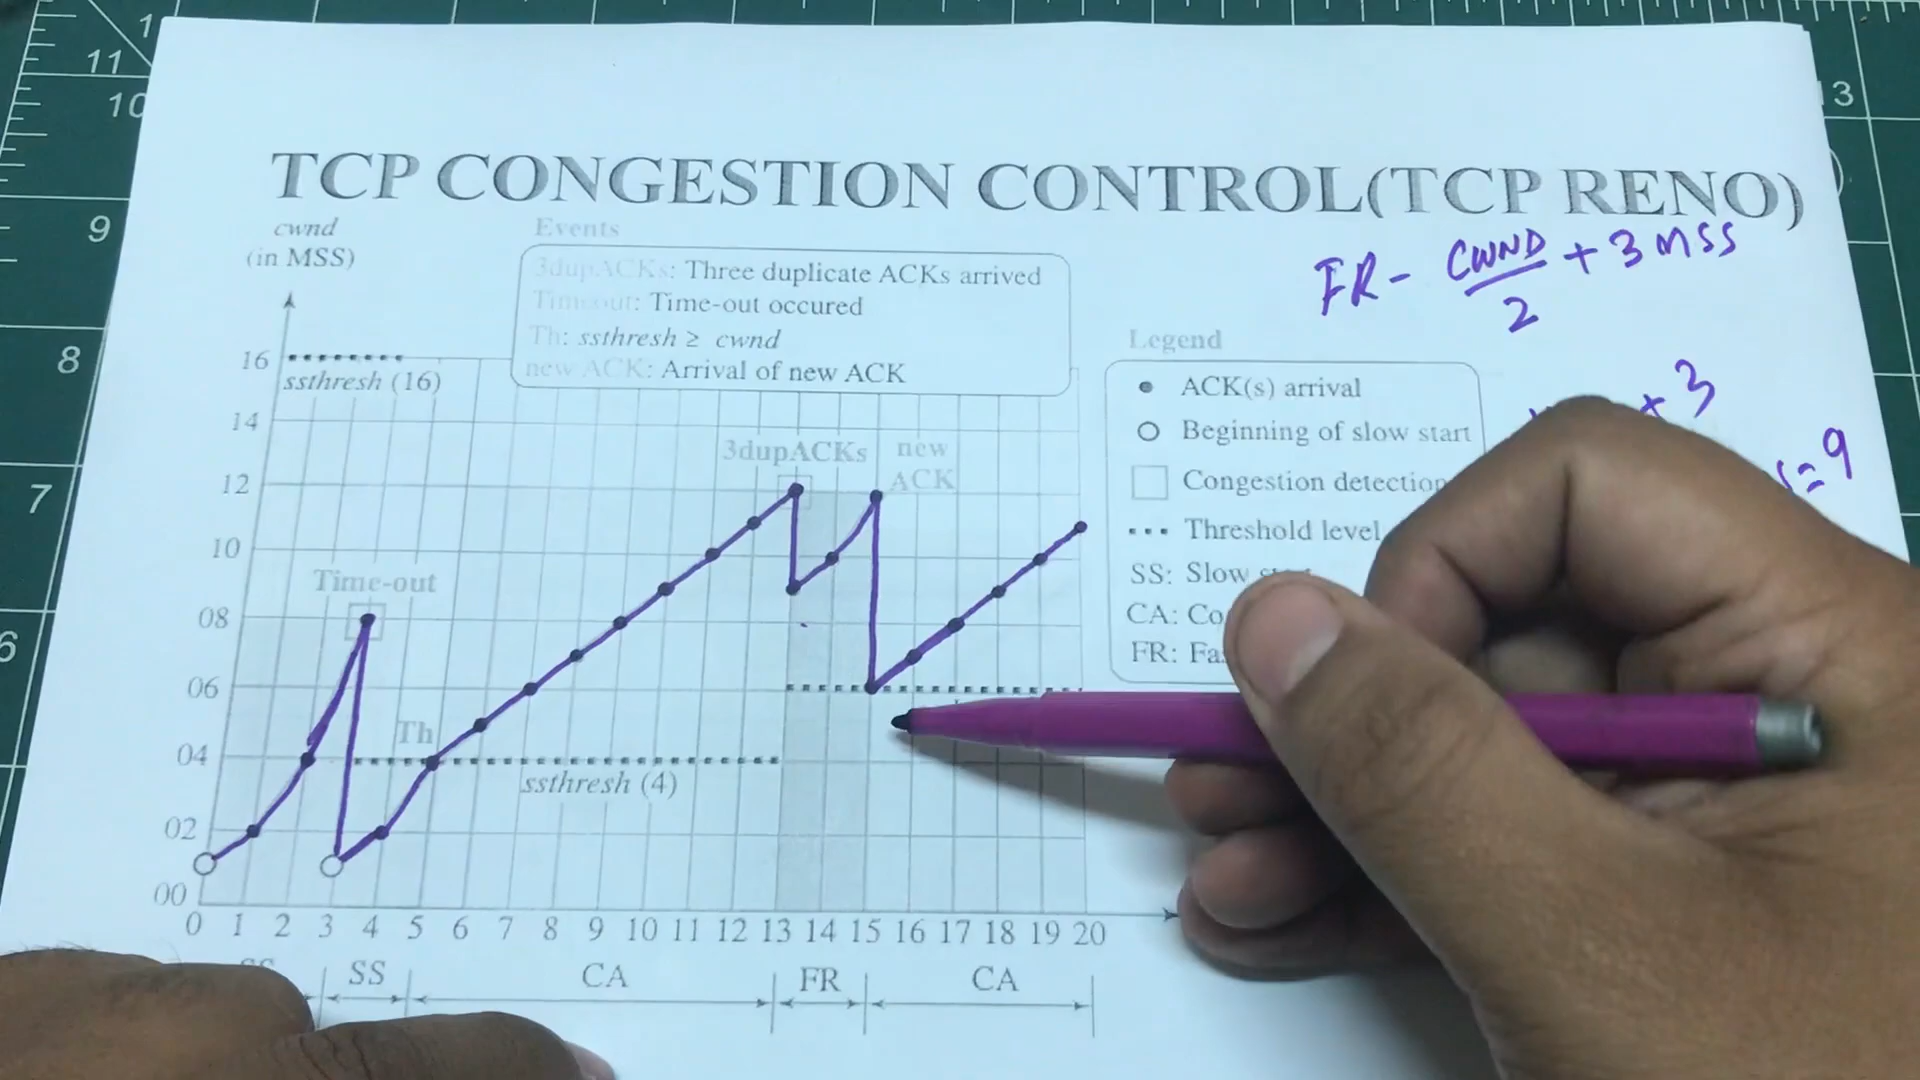 1
11
10
9
8
7
6
13
TCP CONGESTION CONTROL(TCP RENO)
cwnd
(in MSS)
Events
3dupACKs: Three duplicate ACKs arrived
Time-out: Time-out occured
Th: ssthresh ≥ cwnd
new ACK: Arrival of new ACK
FR - CWND/2 + 3 MSS
+ 3
= 9
Legend
ACK(s) arrival
Beginning of slow start
Congestion detection
Threshold level
SS: Slow
CA: Co
FR: Fa
16
ssthresh (16)
14
3dupACKs
new
ACK
12
10
Time-out
08
06
Th
04
ssthresh (4)
02
00
0 1 2 3 4 5 6 7 8 9 10 11 12 13 14 15 16 17 18 19 20
SS SS CA FR CA